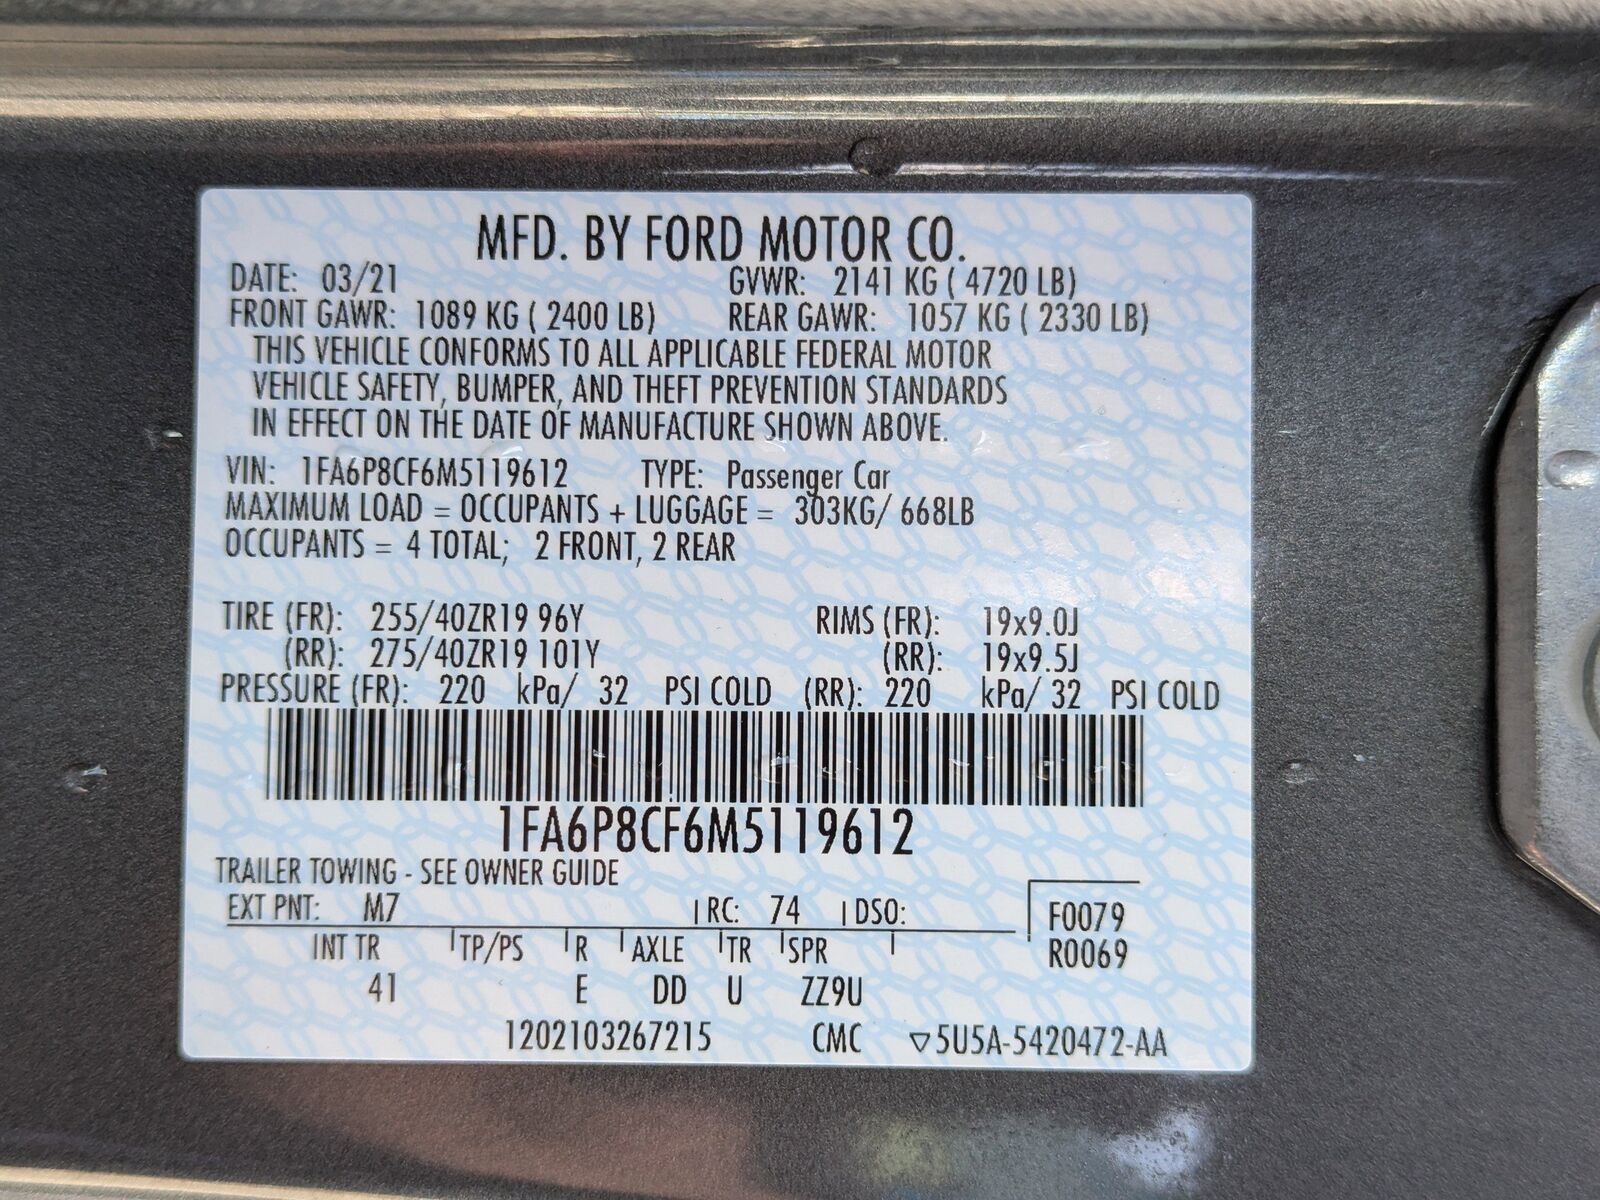 MFD. BY FORD MOTOR CO.
DATE: 03/21 GVWR: 2141 KG ( 4720 LB)
FRONT GAWR: 1089 KG ( 2400 LB) REAR GAWR: 1057 KG ( 2330 LB)
THIS VEHICLE CONFORMS TO ALL APPLICABLE FEDERAL MOTOR
VEHICLE SAFETY, BUMPER, AND THEFT PREVENTION STANDARDS
IN EFFECT ON THE DATE OF MANUFACTURE SHOWN ABOVE.
VIN: 1FA6P8CF6M5119612 TYPE: Passenger Car
MAXIMUM LOAD = OCCUPANTS + LUGGAGE = 303KG/ 668LB
OCCUPANTS = 4 TOTAL; 2 FRONT, 2 REAR
TIRE (FR): 255/40ZR19 96Y RIMS (FR): 19x9.0J
(RR): 275/40ZR19 101Y (RR): 19x9.5J
PRESSURE (FR): 220 kPa/ 32 PSI COLD (RR): 220 kPa/ 32 PSI COLD
1FA6P8CF6M5119612
TRAILER TOWING - SEE OWNER GUIDE
EXT PNT: M7 RC: 74 DSO: F0079
INT TR TP/PS R AXLE TR SPR R0069
41 E DD U ZZ9U
1202103267215 CMC ▽5U5A-5420472-AA